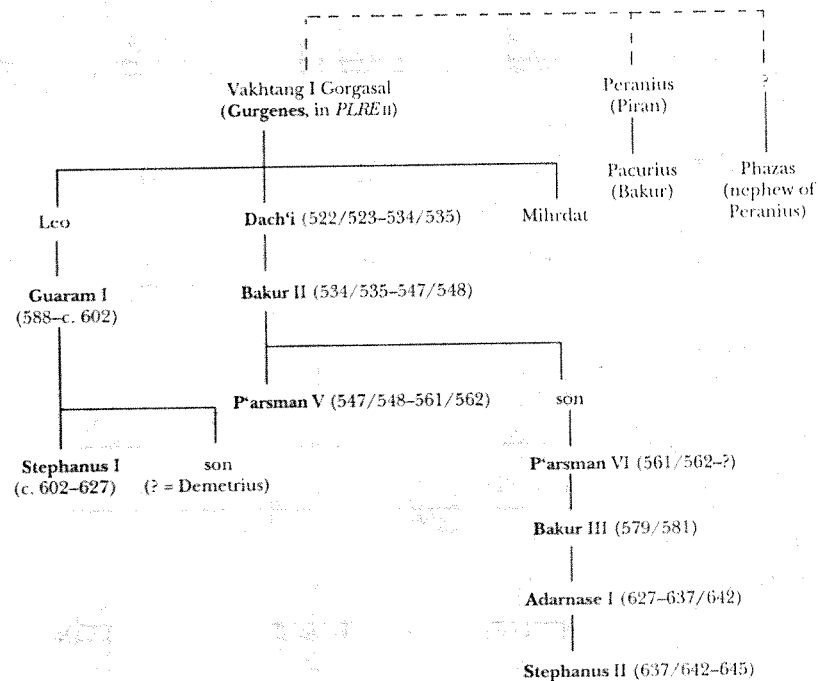 ?
Vakhtang I Gorgasal
(Gurgenes, in PLRE II)
Peranius
(Piran)
Pacurius
(Bakur)
Phazas
(nephew of
Peranius)
Leo
Dach‘i (522/523–534/535)
Mihrdat
Guaram I
(588–c. 602)
Bakur II (534/535–547/548)
P‘arsman V (547/548–561/562)
son
Stephanus I
(c. 602–627)
son
(? = Demetrius)
P‘arsman VI (561/562–?)
Bakur III (579/581)
Adarnase I (627–637/642)
Stephanus II (637/642–645)